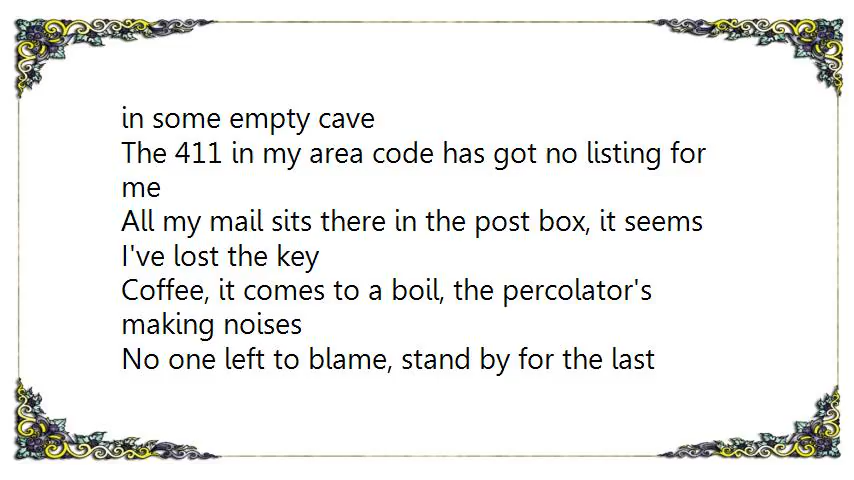 in some empty cave
The 411 in my area code has got no listing for
me
All my mail sits there in the post box, it seems
I've lost the key
Coffee, it comes to a boil, the percolator's
making noises
No one left to blame, stand by for the last